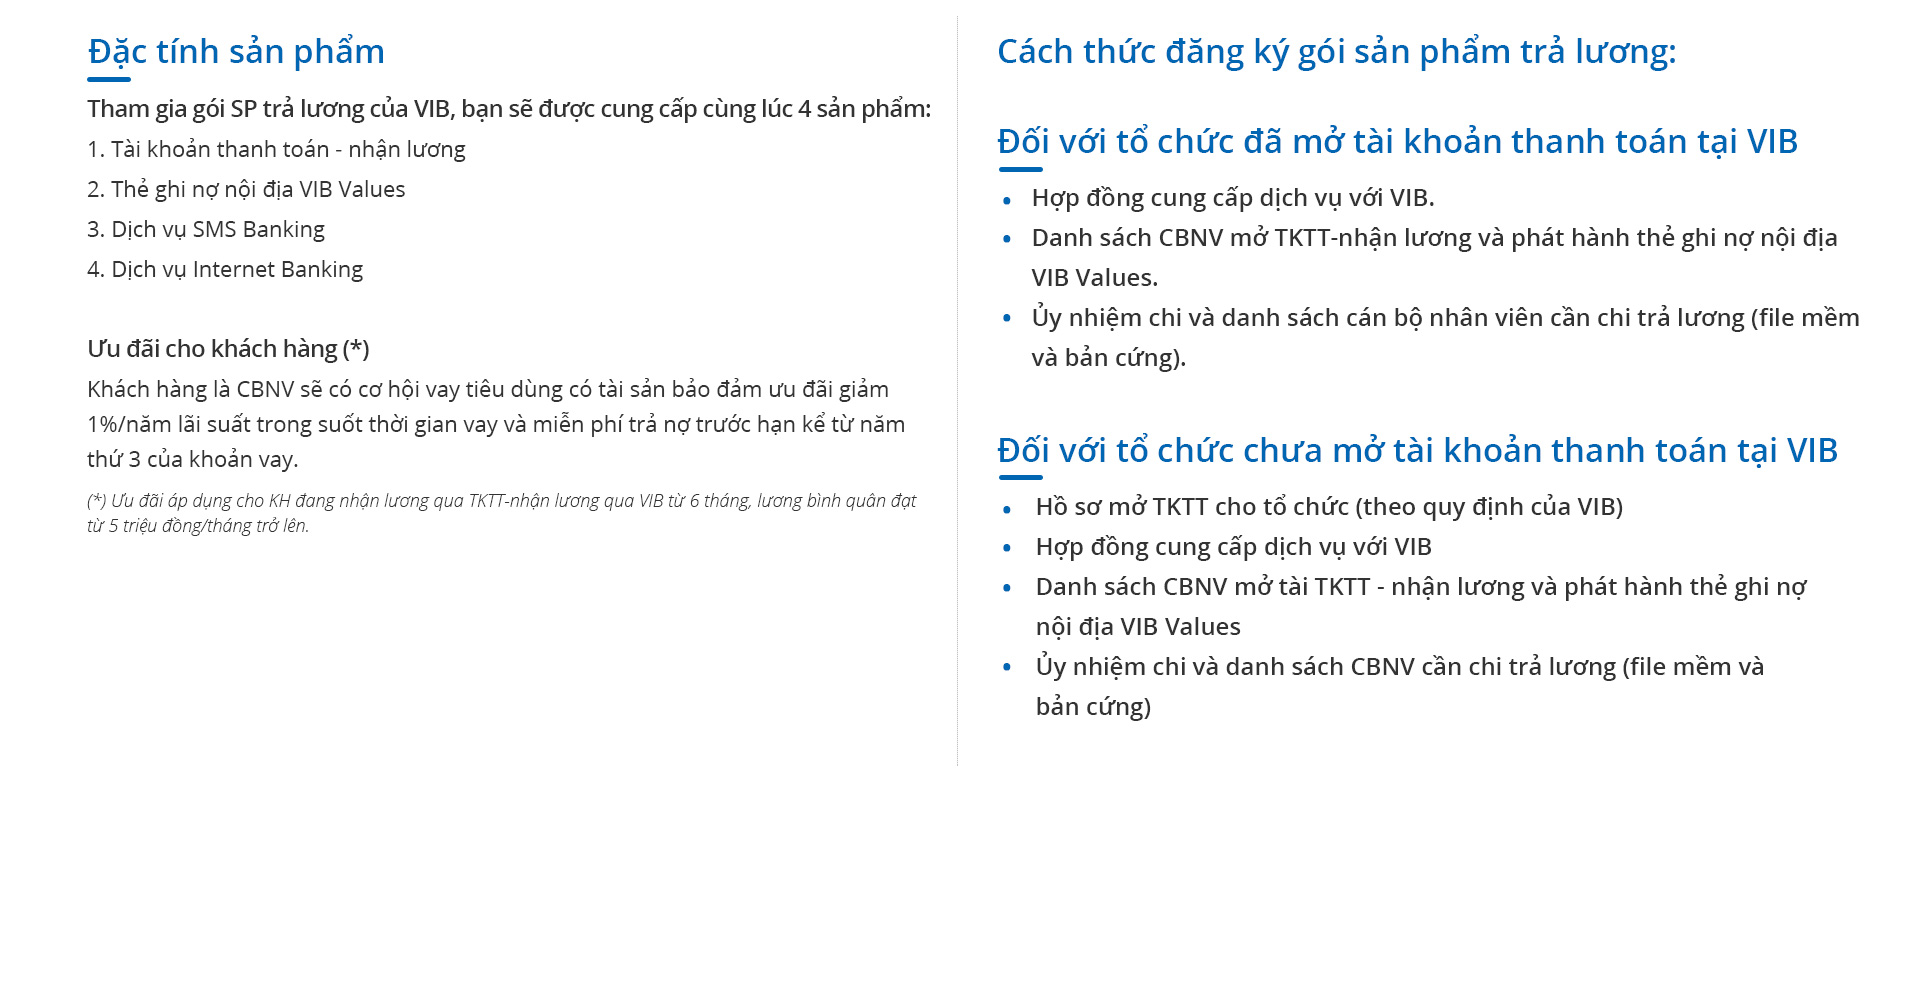 Đặc tính sản phẩm
Tham gia gói SP trả lương của VIB, bạn sẽ được cung cấp cùng lúc 4 sản phẩm:
1. Tài khoản thanh toán - nhận lương
2. Thẻ ghi nợ nội địa VIB Values
3. Dịch vụ SMS Banking
4. Dịch vụ Internet Banking
Ưu đãi cho khách hàng (*)
Khách hàng là CBNV sẽ có cơ hội vay tiêu dùng có tài sản bảo đảm ưu đãi giảm
1%/năm lãi suất trong suốt thời gian vay và miễn phí trả nợ trước hạn kể từ năm
thứ 3 của khoản vay.
(*) Ưu đãi áp dụng cho KH đang nhận lương qua TKTT-nhận lương qua VIB từ 6 tháng, lương bình quân đạt
từ 5 triệu đồng/tháng trở lên.
Cách thức đăng ký gói sản phẩm trả lương:
Đối với tổ chức đã mở tài khoản thanh toán tại VIB
• Hợp đồng cung cấp dịch vụ với VIB.
• Danh sách CBNV mở TKTT-nhận lương và phát hành thẻ ghi nợ nội địa
VIB Values.
• Ủy nhiệm chi và danh sách cán bộ nhân viên cần chi trả lương (file mềm
và bản cứng).
Đối với tổ chức chưa mở tài khoản thanh toán tại VIB
• Hồ sơ mở TKTT cho tổ chức (theo quy định của VIB)
• Hợp đồng cung cấp dịch vụ với VIB
• Danh sách CBNV mở tài TKTT - nhận lương và phát hành thẻ ghi nợ
nội địa VIB Values
• Ủy nhiệm chi và danh sách CBNV cần chi trả lương (file mềm và
bản cứng)